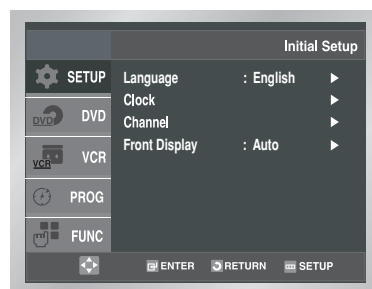 Initial Setup
SETUP
Language : English ►
Clock ►
Channel ►
Front Display : Auto ►
DVD DVD
VCR VCR
PROG
FUNC
ENTER RETURN SETUP